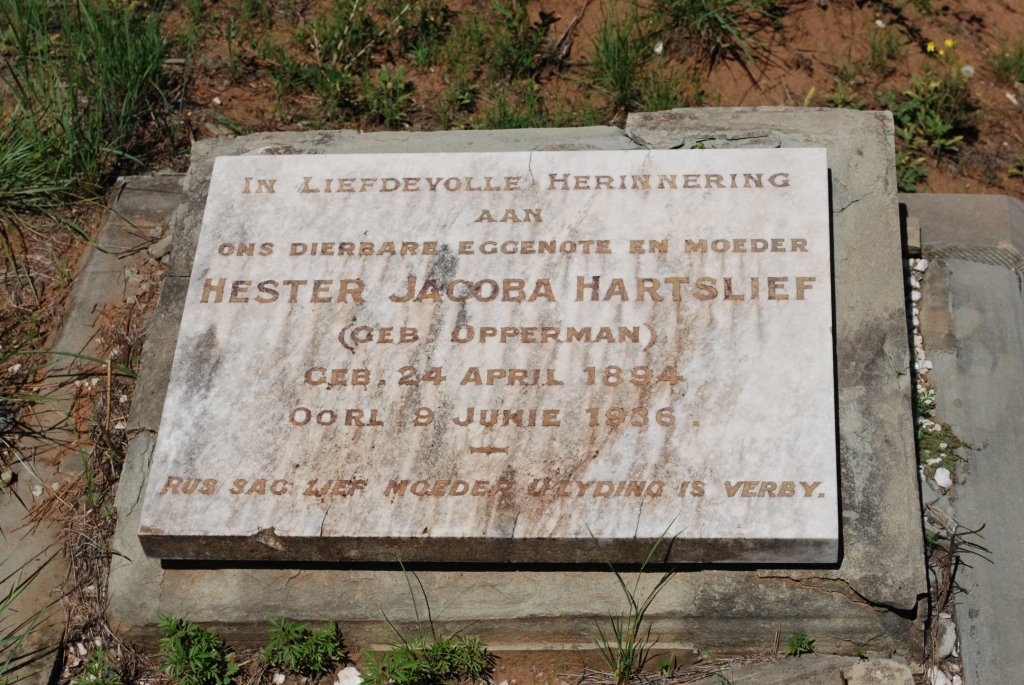 IN LIEFDEVOLLE HERINNERING
AAN
ONS DIERBARE EGGENOTE EN MOEDER
HESTER JACOBA HARTSLIEF
(GEB. OPPERMAN)
GEB. 24 APRIL 1894
OORL 9 JUNIE 1936.
RUS SAG LIEF MOEDER U LYDING IS VERBY.